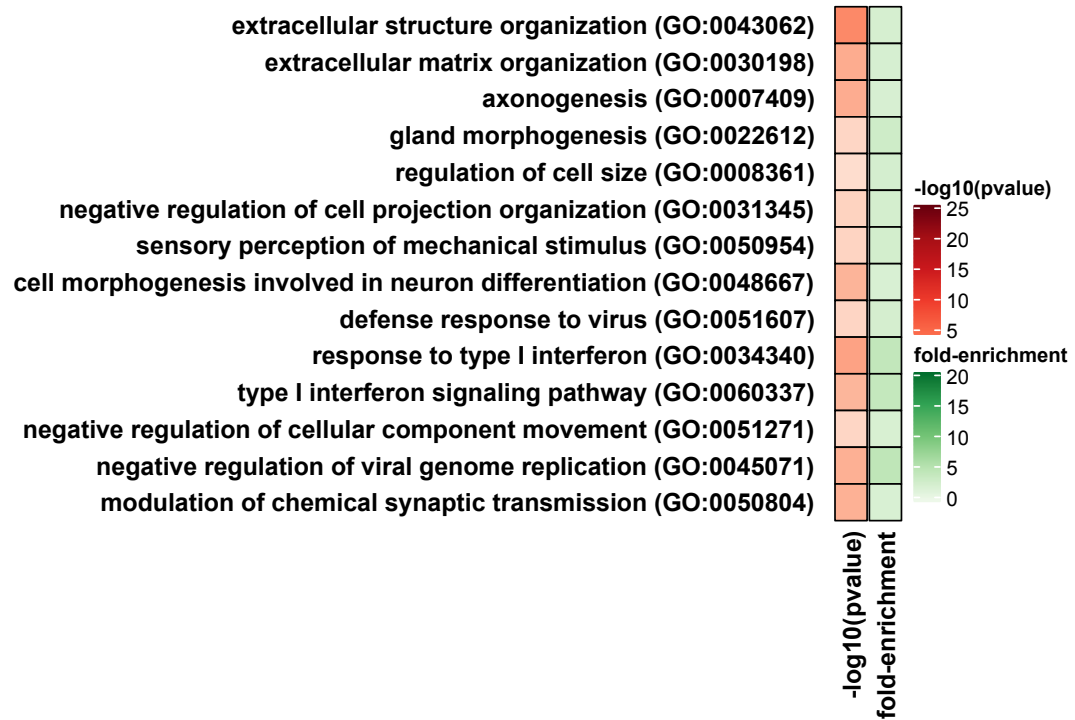 extracellular structure organization (GO:0043062)
extracellular matrix organization (GO:0030198)
axonogenesis (GO:0007409)
gland morphogenesis (GO:0022612)
regulation of cell size (GO:0008361)
negative regulation of cell projection organization (GO:0031345)
sensory perception of mechanical stimulus (GO:0050954)
cell morphogenesis involved in neuron differentiation (GO:0048667)
defense response to virus (GO:0051607)
response to type I interferon (GO:0034340)
type I interferon signaling pathway (GO:0060337)
negative regulation of cellular component movement (GO:0051271)
negative regulation of viral genome replication (GO:0045071)
modulation of chemical synaptic transmission (GO:0050804)
-log10(pvalue)
fold-enrichment
-log10(pvalue)
25
20
15
10
5
fold-enrichment
20
15
10
5
0